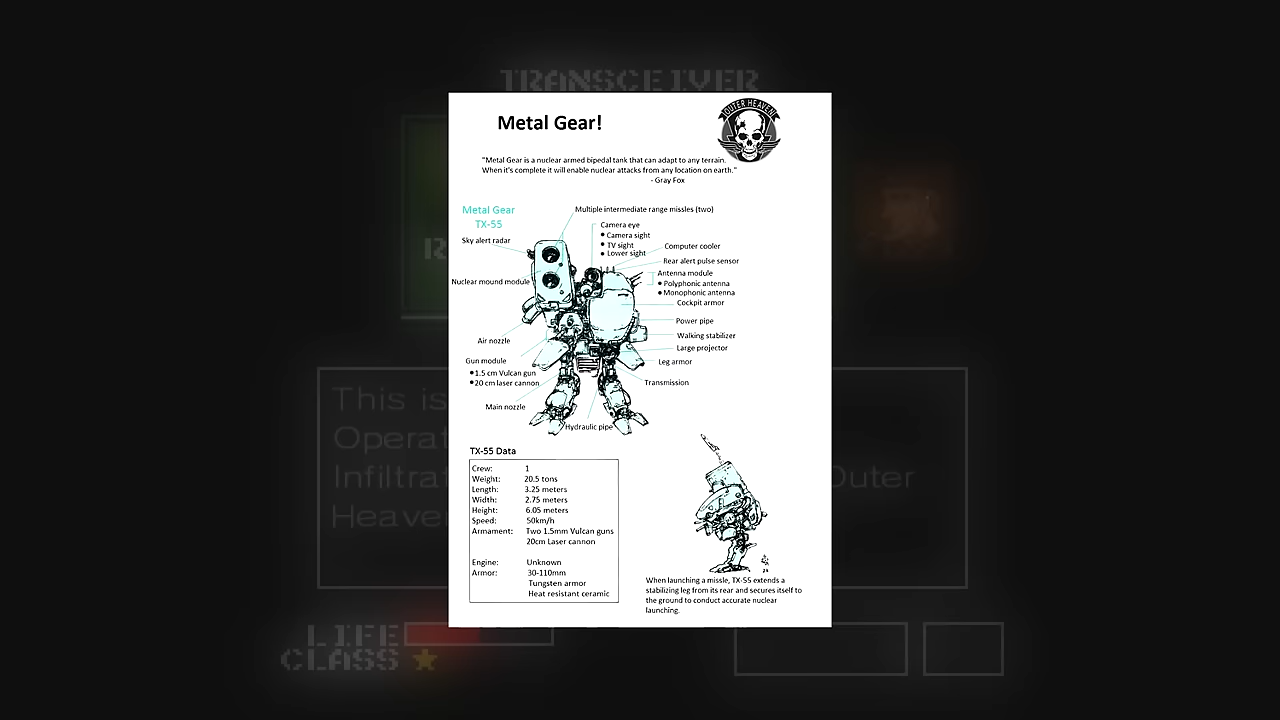 TRANSCEIVER
Metal Gear!
OUTER HEAVEN
"Metal Gear is a nuclear armed bipedal tank that can adapt to any terrain.
When it's complete it will enable nuclear attacks from any location on earth."
- Gray Fox
Metal Gear
TX-55
Multiple intermediate range missles (two)
Sky alert radar
Camera eye
• Camera sight
• TV sight
• Lower sight
Computer cooler
Rear alert pulse sensor
Nuclear mound module
Antenna module
• Polyphonic antenna
• Monophonic antenna
Cockpit armor
Power pipe
Air nozzle
Walking stabilizer
Large projector
Gun module
• 1.5 cm Vulcan gun
• 20 cm laser cannon
Leg armor
Transmission
Main nozzle
Hydraulic pipe
TX-55 Data
Crew: 1
Weight: 20.5 tons
Length: 3.25 meters
Width: 2.75 meters
Height: 6.05 meters
Speed: 50km/h
Armament: Two 1.5mm Vulcan guns
20cm Laser cannon
Engine: Unknown
Armor: 30-110mm
Tungsten armor
Heat resistant ceramic
When launching a missle, TX-55 extends a
stabilizing leg from its rear and secures itself to
the ground to conduct accurate nuclear
launching.
This is
Operat
Infiltrat Outer
Heave
LIFE
CLASS